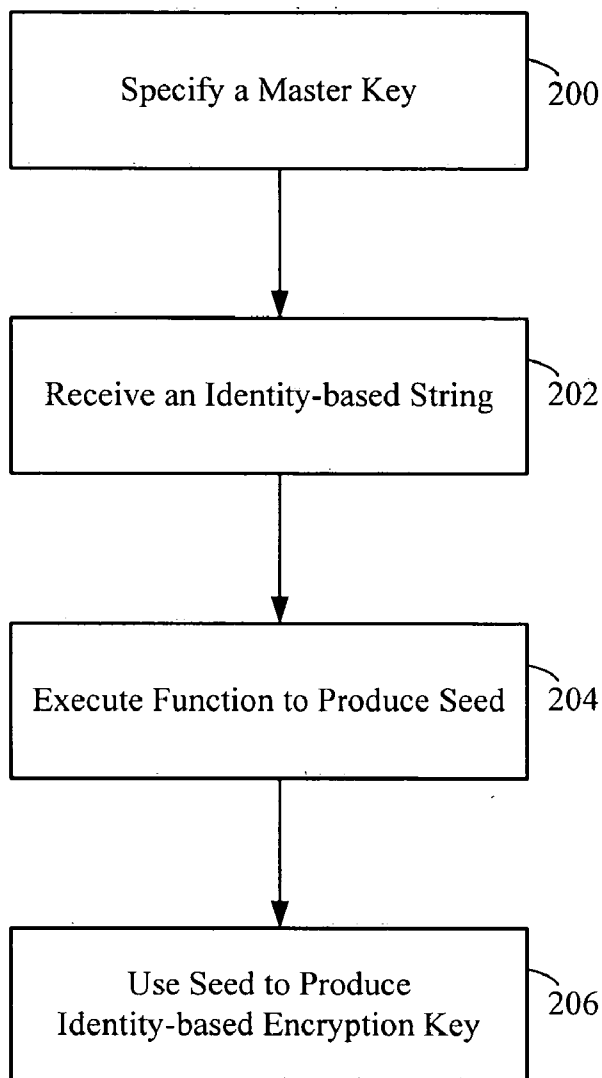 Specify a Master Key
200
Receive an Identity-based String
202
Execute Function to Produce Seed
204
Use Seed to Produce
Identity-based Encryption Key
206